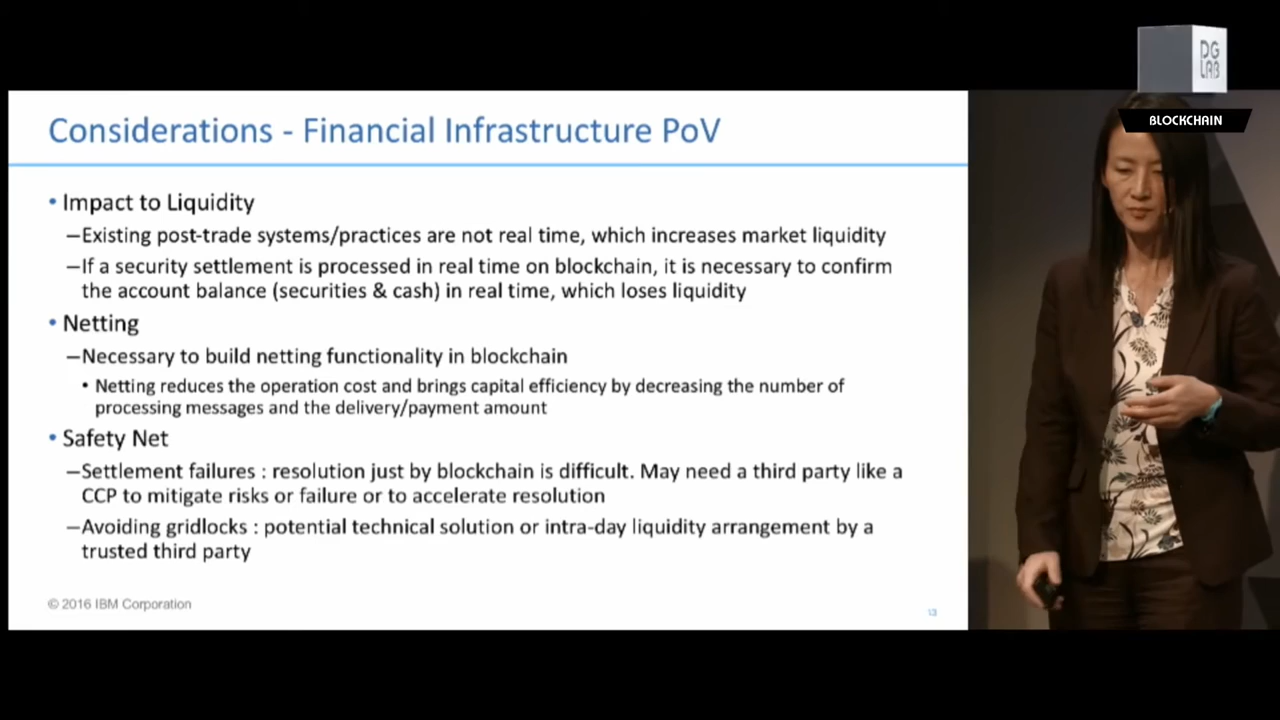 DG
LAB
BLOCKCHAIN
Considerations - Financial Infrastructure PoV
• Impact to Liquidity
–Existing post-trade systems/practices are not real time, which increases market liquidity
–If a security settlement is processed in real time on blockchain, it is necessary to confirm
the account balance (securities & cash) in real time, which loses liquidity
• Netting
–Necessary to build netting functionality in blockchain
• Netting reduces the operation cost and brings capital efficiency by decreasing the number of
processing messages and the delivery/payment amount
• Safety Net
–Settlement failures : resolution just by blockchain is difficult. May need a third party like a
CCP to mitigate risks or failure or to accelerate resolution
–Avoiding gridlocks : potential technical solution or intra-day liquidity arrangement by a
trusted third party
© 2016 IBM Corporation
13